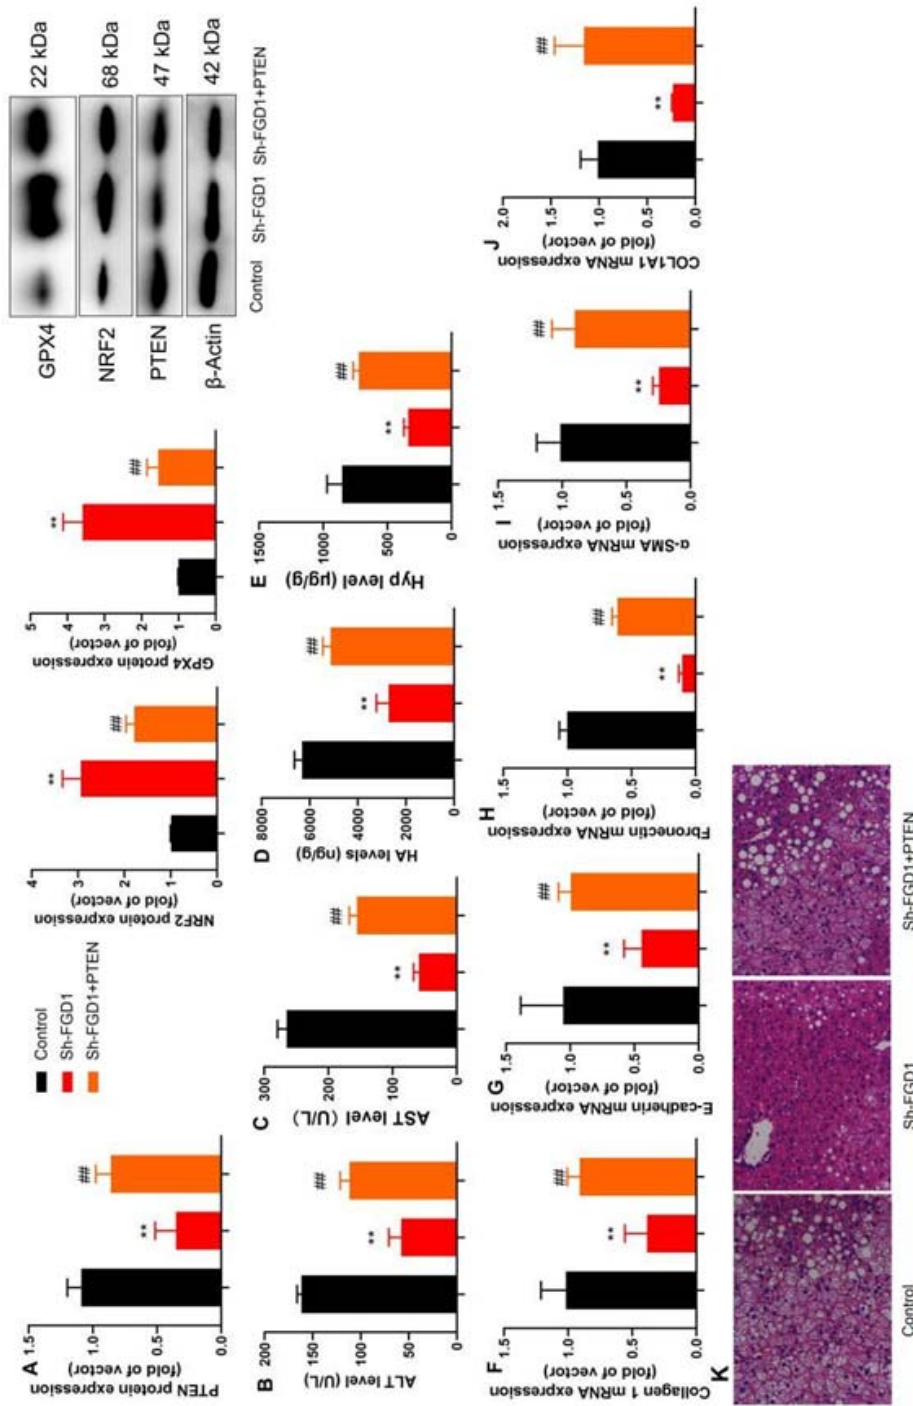 A
PTEN protein expression
(fold of vector)
1.5
1.0
0.5
0.0
**
##
Control
Sh-FGD1
Sh-FGD1+PTEN
NRF2 protein expression
(fold of vector)
4
3
2
1
0
**
##
GPX4 protein expression
(fold of vector)
5
4
3
2
1
0
**
##
GPX4
22 kDa
NRF2
68 kDa
PTEN
47 kDa
β-Actin
42 kDa
Control
Sh-FGD1
Sh-FGD1+PTEN
B
ALT level (U/L)
200
150
100
50
0
**
##
C
AST level (U/L)
300
200
100
0
**
##
D
HA levels (ng/g)
8000
6000
4000
2000
0
**
##
E
Hyp level (μg/g)
1500
1000
500
0
**
##
F
Collagen 1 mRNA expression
(fold of vector)
1.5
1.0
0.5
0.0
**
##
G
E-cadherin mRNA expression
(fold of vector)
1.5
1.0
0.5
0.0
**
##
H
Fbronectin mRNA expression
(fold of vector)
1.5
1.0
0.5
0.0
**
##
I
α-SMA mRNA expression
(fold of vector)
1.5
1.0
0.5
0.0
**
##
J
COL1A1 mRNA expression
(fold of vector)
2.0
1.5
1.0
0.5
0.0
**
##
K
Control
Sh-FGD1
Sh-FGD1+PTEN